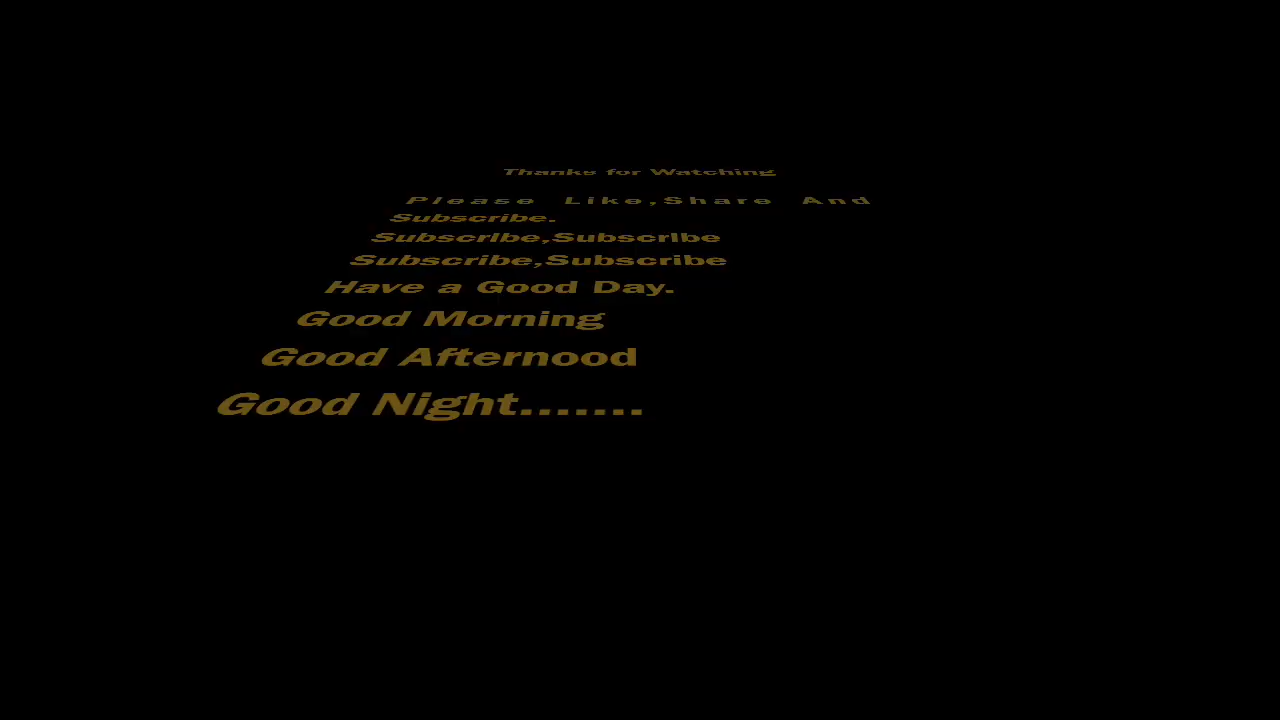 Thanks for Watching
Please Like,Share And
Subscribe.
Subscribe,Subscribe
Subscribe,Subscribe
Have a Good Day.
Good Morning
Good Afternood
Good Night.......